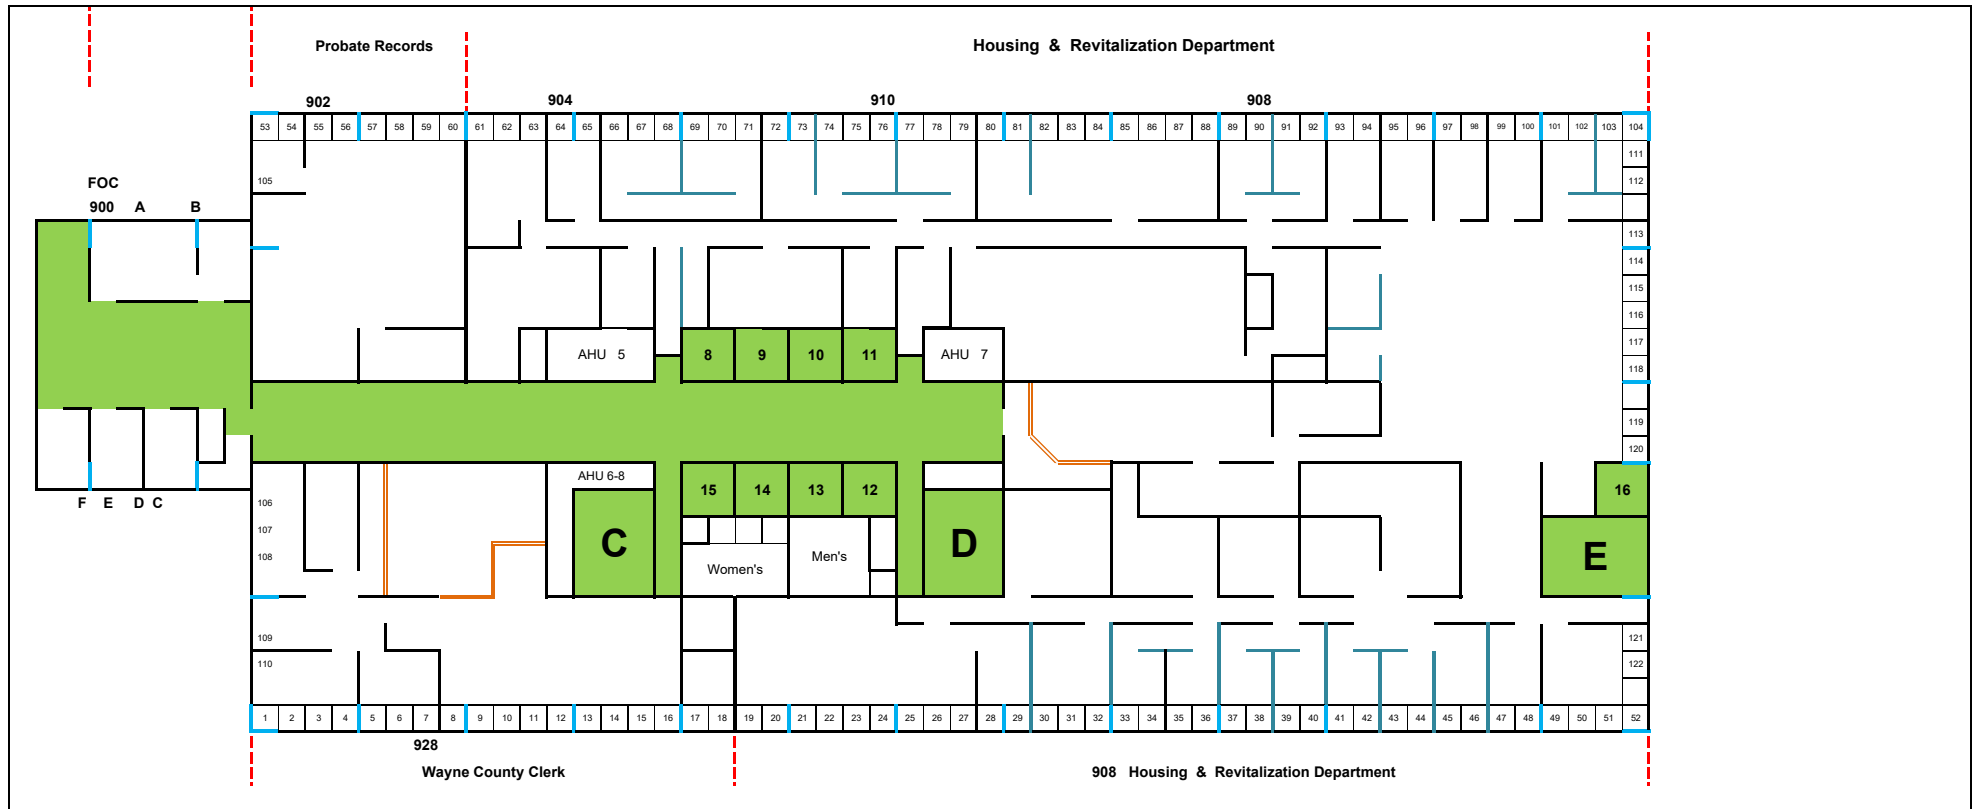 Probate Records Housing & Revitalization Department
902 904 910 908
53 54 55 56 57 58 59 60 61 62 63 64 65 66 67 68 69 70 71 72 73 74 75 76 77 78 79 80 81 82 83 84 85 86 87 88 89 90 91 92 93 94 95 96 97 98 99 100 101 102 103 104
111
105 112
FOC
900 A B
113
114
115
116
117
AHU 5 8 9 10 11 AHU 7
118
119
120
AHU 6-8
15 14 13 12 16
F E D C 106
107
C D
108 Men's E
Women's
109 121
110 122
1 2 3 4 5 6 7 8 9 10 11 12 13 14 15 16 17 18 19 20 21 22 23 24 25 26 27 28 29 30 31 32 33 34 35 36 37 38 39 40 41 42 43 44 45 46 47 48 49 50 51 52
928
Wayne County Clerk 908 Housing & Revitalization Department